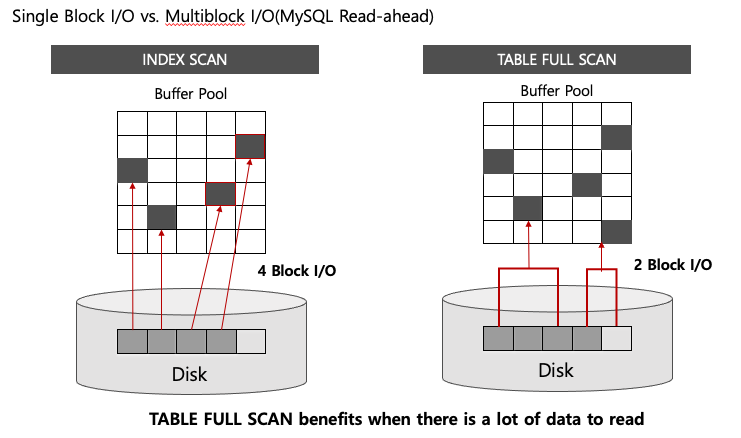 Single Block I/O vs. Multiblock I/O(MySQL Read-ahead)
INDEX SCAN
Buffer Pool
4 Block I/O
Disk
TABLE FULL SCAN
Buffer Pool
2 Block I/O
Disk
TABLE FULL SCAN benefits when there is a lot of data to read